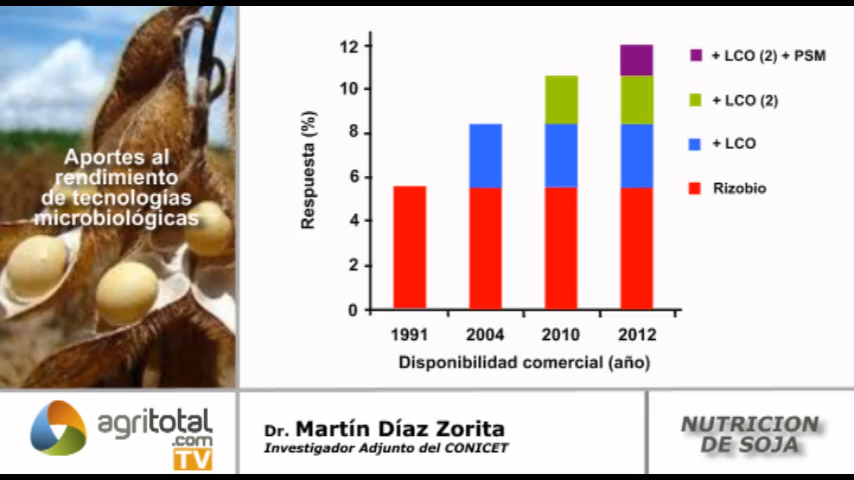 Aportes al
rendimiento
de tecnologías
microbiológicas
Respuesta (%)
12
10
8
6
4
2
0
1991 2004 2010 2012
Disponibilidad comercial (año)
+ LCO (2) + PSM
+ LCO (2)
+ LCO
Rizobio
agritotal
.com
TV
Dr. Martín Díaz Zorita
Investigador Adjunto del CONICET
NUTRICION
DE SOJA